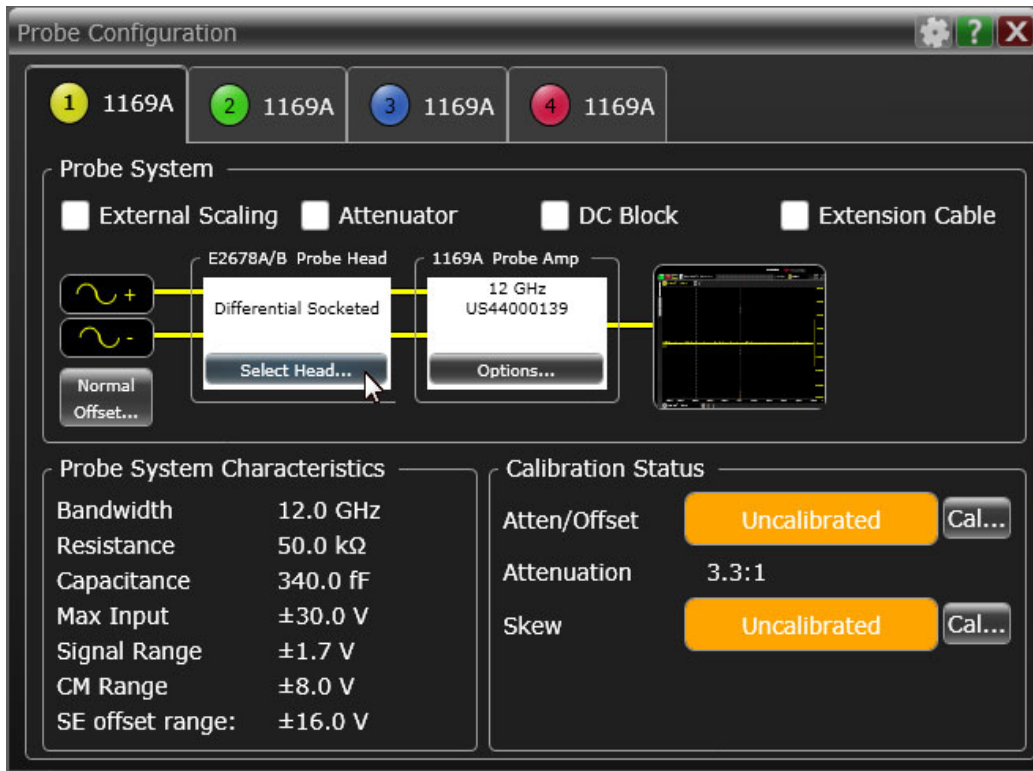 Probe Configuration
?
X
1 1169A 2 1169A 3 1169A 4 1169A
Probe System
External Scaling Attenuator DC Block Extension Cable
E2678A/B Probe Head 1169A Probe Amp
+
Differential Socketed
12 GHz
US44000139
-
Select Head... Options...
Normal
Offset...
Probe System Characteristics
Bandwidth 12.0 GHz
Resistance 50.0 kΩ
Capacitance 340.0 fF
Max Input ±30.0 V
Signal Range ±1.7 V
CM Range ±8.0 V
SE offset range: ±16.0 V
Calibration Status
Atten/Offset Uncalibrated Cal...
Attenuation 3.3:1
Skew Uncalibrated Cal...